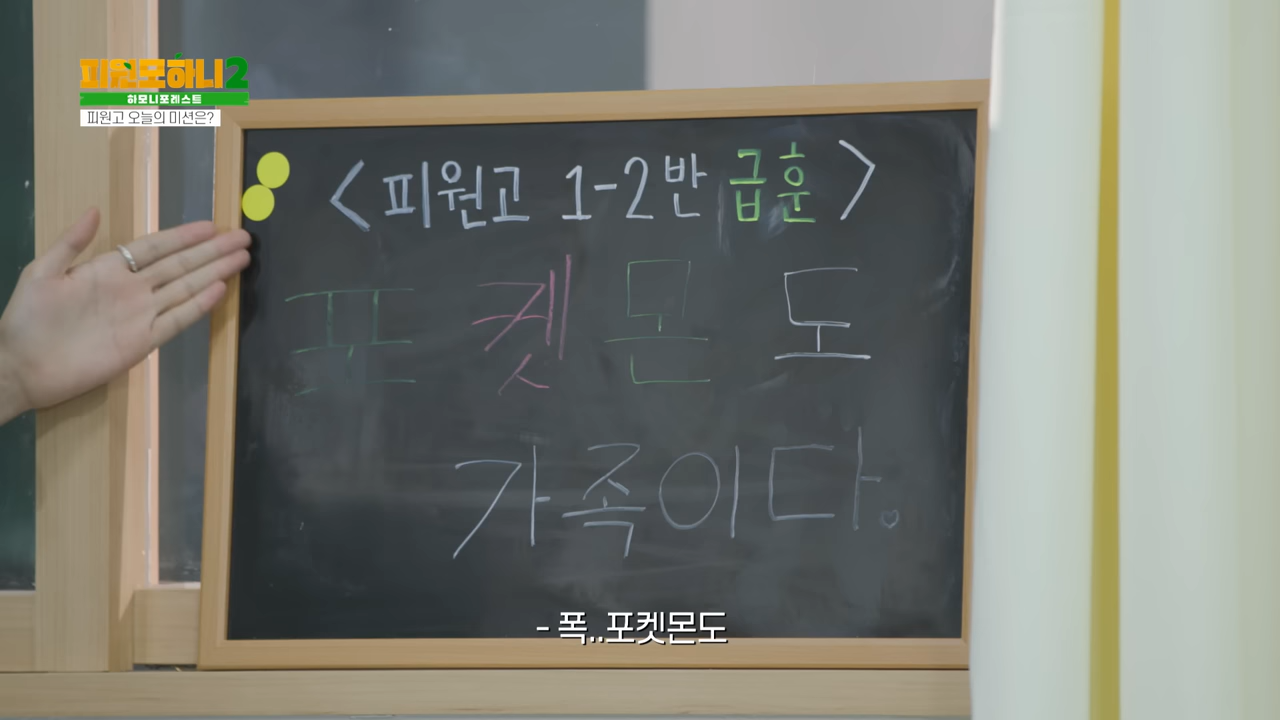 피원모하니2
하모니포레스트
피원고 오늘의 미션은?
<피원고 1-2반 급훈>
포켓몬도
가족이다.
- 폭..포켓몬도